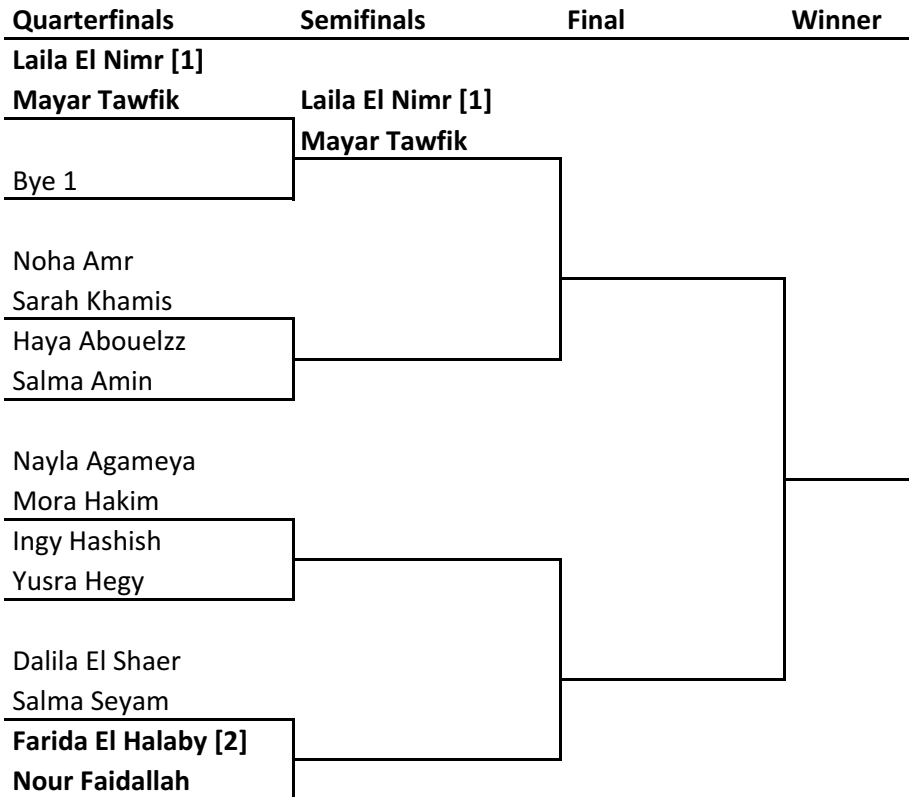 Quarterfinals Semifinals Final Winner
Laila El Nimr [1]
Mayar Tawfik Laila El Nimr [1]
Mayar Tawfik
Bye 1
Noha Amr
Sarah Khamis
Haya Abouelzz
Salma Amin
Nayla Agameya
Mora Hakim
Ingy Hashish
Yusra Hegy
Dalila El Shaer
Salma Seyam
Farida El Halaby [2]
Nour Faidallah